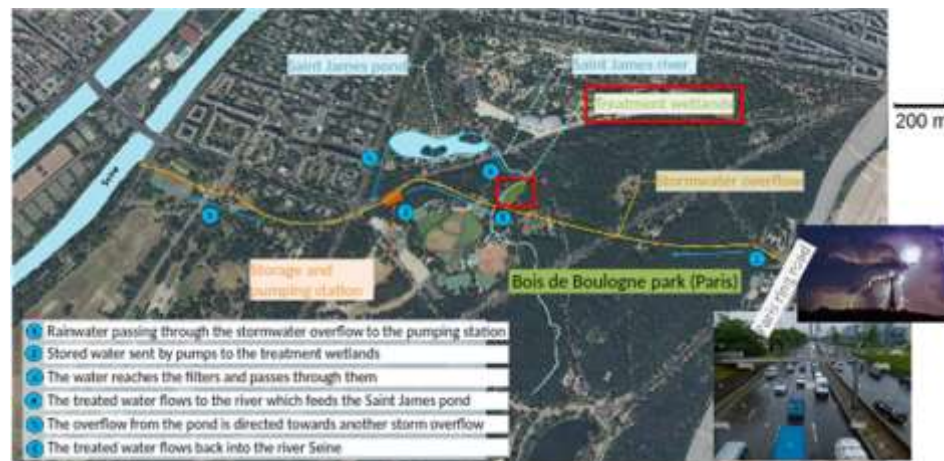 Saint James pond
Saint James river
Treatment wetlands
200 m
Stormwater overflow
Seine
Storage and
pumping station
Bois de Boulogne park (Paris)
Rainwater passing through the stormwater overflow to the pumping station
Stored water sent by pumps to the treatment wetlands
The water reaches the filters and passes through them
The treated water flows to the river which feeds the Saint James pond
The overflow from the pond is directed towards another storm overflow
The treated water flows back into the river Seine